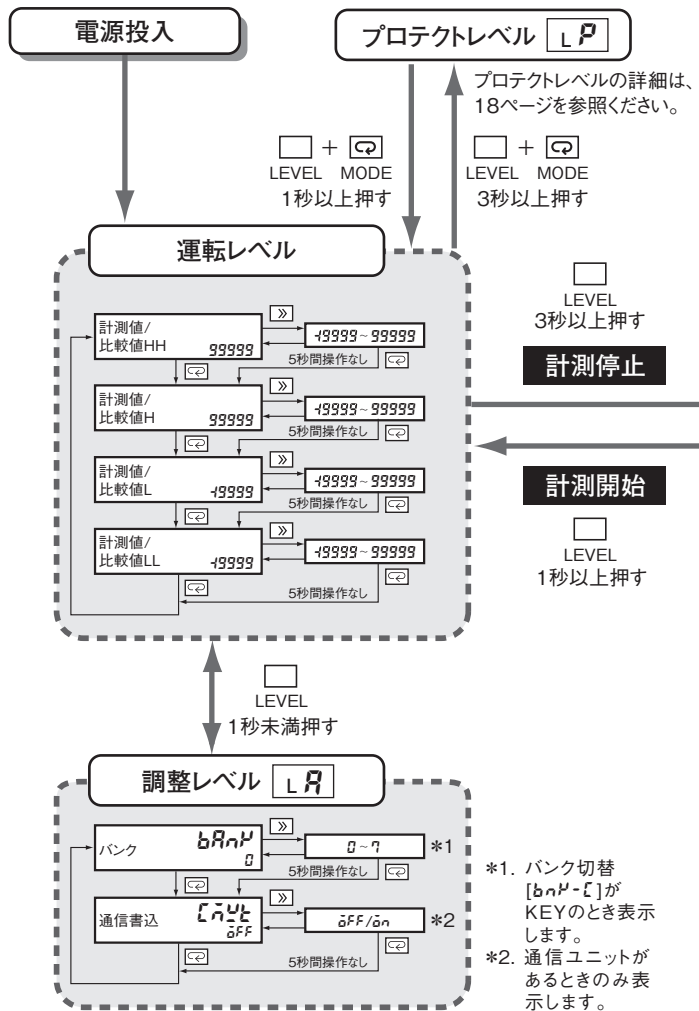 電源投入
プロテクトレベル L P
プロテクトレベルの詳細は、
18ページを参照ください。
+
LEVEL MODE
1秒以上押す
+
LEVEL MODE
3秒以上押す
運転レベル
計測値/
比較値HH 99999
-19999~99999
5秒間操作なし
計測値/
比較値H 99999
-19999~99999
5秒間操作なし
計測値/
比較値L -19999
-19999~99999
5秒間操作なし
計測値/
比較値LL -19999
-19999~99999
5秒間操作なし
LEVEL
3秒以上押す
計測停止
計測開始
LEVEL
1秒以上押す
LEVEL
1秒未満押す
調整レベル L A
バンク bAnK
0
0~7 *1
5秒間操作なし
通信書込 CMWt
oFF
oFF/on *2
5秒間操作なし
*1. バンク切替
[bnK-C]が
KEYのとき表示
します。
*2. 通信ユニットが
あるときのみ表
示します。